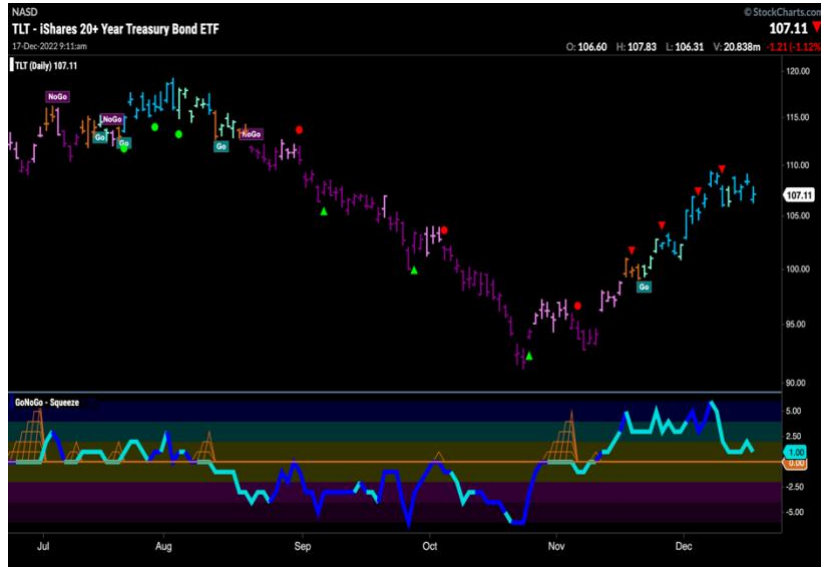 NASD
© StockCharts.com
TLT - iShares 20+ Year Treasury Bond ETF
107.11
17-Dec-2022 9:11am
O: 106.60 H: 107.83 L: 106.31 V: 20.838m -1.21 (-1.12%
TLT (Daily) 107.11
120.00
NoGo
NoGo
115.00
Go
Go
Go
NoGo
110.00
107.11
105.00
100.00
Go
95.00
90.00
GoNoGo - Squeeze
5.00
2.50
1.00
0.00
-2.50
-5.00
Jul Aug Sep Oct Nov Dec